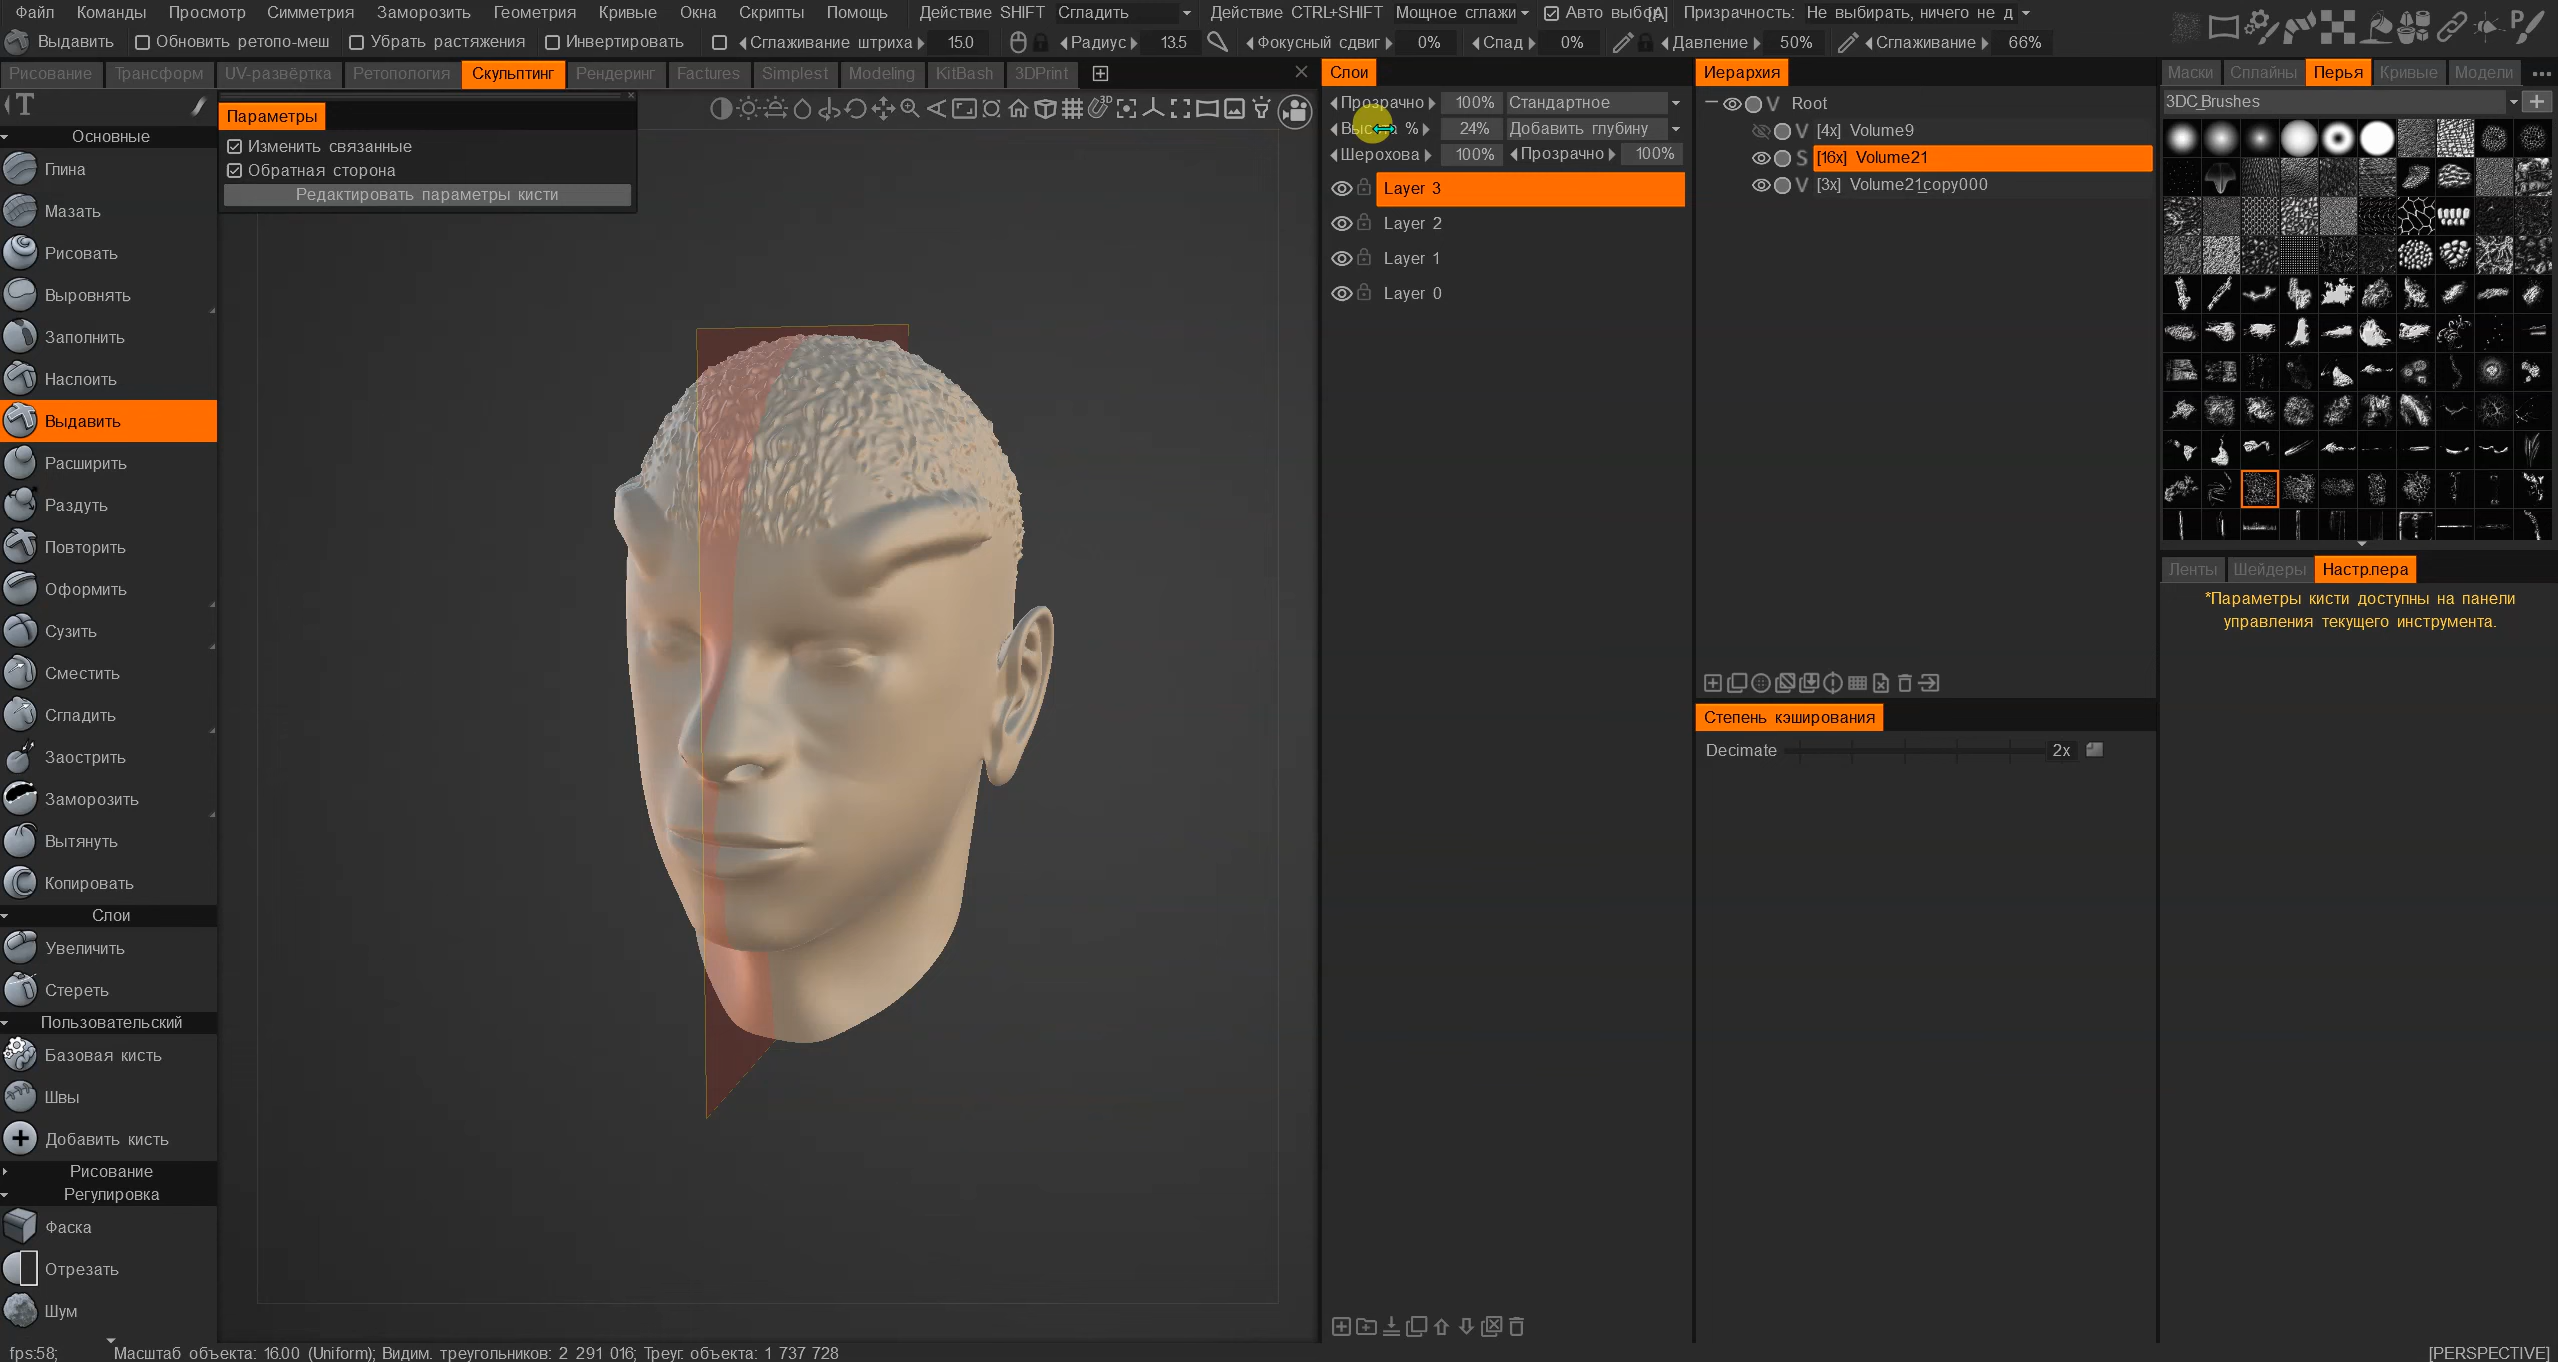 Файл Команды Просмотр Симметрия Заморозить Геометрия Кривые Окна Скрипты Помощь Действие SHIFT Сгладить Действие CTRL+SHIFT Мощное сглажи Авто выбор [A] Призрачность: Не выбирать, ничего не д
Выдавить Обновить ретопо-меш Убрать растяжения Инвертировать Сглаживание штриха 15.0 Радиус 13.5 Фокусный сдвиг 0% Спад 0% Давление 50% Сглаживание 66%
Рисование Трансформ UV-развёртка Ретопология Скульптинг Рендеринг Factures Simplest Modeling KitBash 3DPrint
Основные
Глина
Мазать
Рисовать
Выровнять
Заполнить
Наслоить
Выдавить
Расширить
Раздуть
Повторить
Оформить
Сузить
Сместить
Сгладить
Заострить
Заморозить
Вытянуть
Копировать
Слои
Увеличить
Стереть
Пользовательский
Базовая кисть
Швы
Добавить кисть
Рисование
Регулировка
Фаска
Отрезать
Шум
Параметры
Изменить связанные
Обратная сторона
Редактировать параметры кисти
Слои
Прозрачно 100% Стандартное
% 24% Добавить глубину
Шерохова 100% Прозрачно 100%
Layer 3
Layer 2
Layer 1
Layer 0
Иерархия
V Root
V [4x] Volume9
S [16x] Volume21
V [3x] Volume21_copy000
Степень кэширования
Decimate 2x
Маски Сплайны Перья Кривые Модели ...
3DC_Brushes
Ленты Шейдеры Настр.пера
*Параметры кисти доступны на панели
управления текущего инструмента.
fps:58; Масштаб объекта: 16.00 (Uniform); Видим. треугольников: 2 291 016; Треуг. объекта: 1 737 728
[PERSPECTIVE]